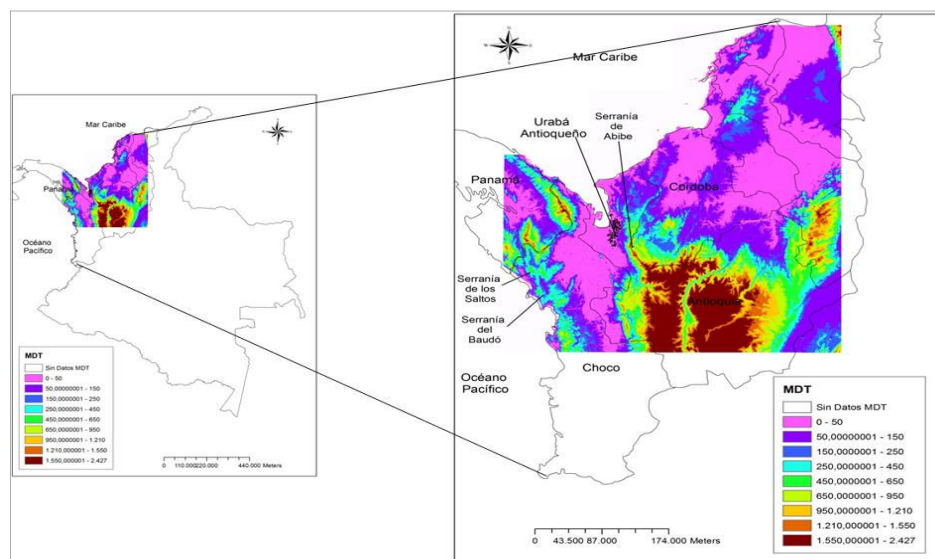 Mar Caribe
Panamá
Océano
Pacífico
MDT
Sin Datos MDT
0 - 50
50,00000001 - 150
150,0000001 - 250
250,0000001 - 450
450,0000001 - 650
650,0000001 - 950
950,0000001 - 1.210
1.210,000001 - 1.550
1.550,000001 - 2.427
0 110.000220.000 440.000 Meters
Mar Caribe
Urabá
Antioqueño
Serranía
de
Abibe
Panamá
Córdoba
Serranía
de los
Saltos
Antioquia
Serranía
del
Baudó
Choco
Océano
Pacífico
MDT
Sin Datos MDT
0 - 50
50,00000001 - 150
150,0000001 - 250
250,0000001 - 450
450,0000001 - 650
650,0000001 - 950
950,0000001 - 1.210
1.210,000001 - 1.550
1.550,000001 - 2.427
0 43.500 87.000 174.000 Meters